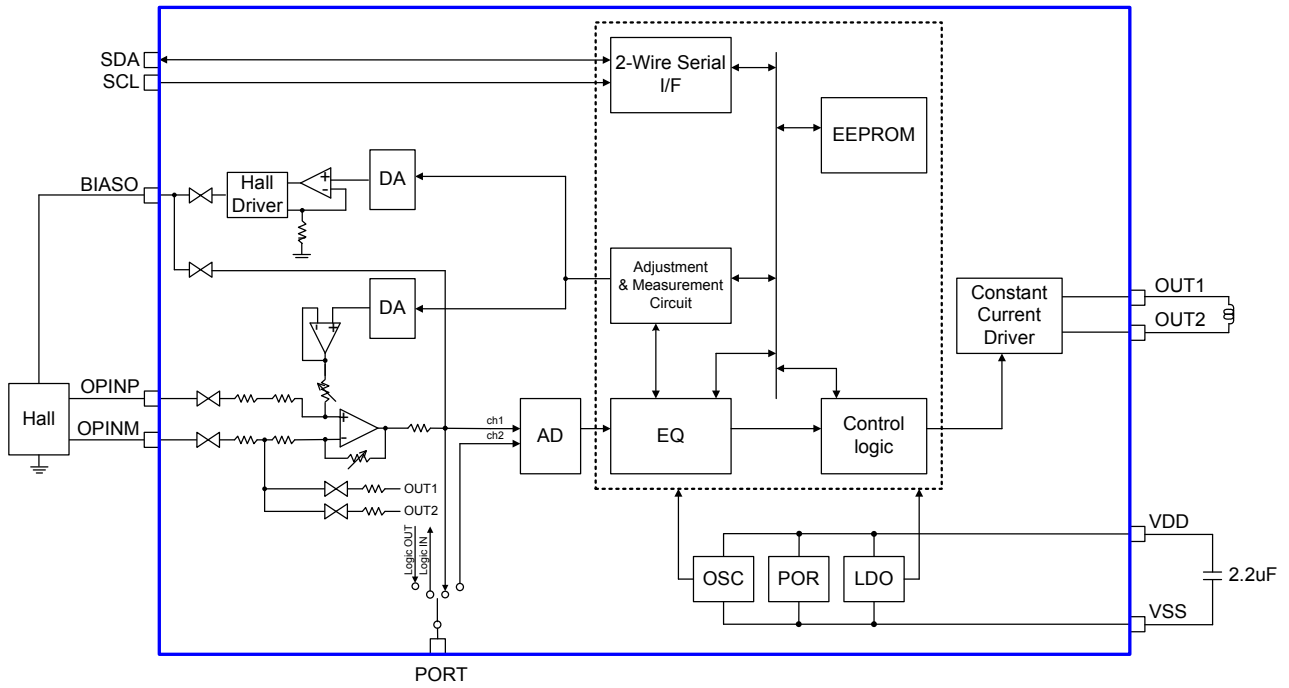 SDA
SCL
2-Wire Serial
I/F
EEPROM
BIASO
Hall
Driver
+
-
DA
Adjustment
& Measurement
Circuit
DA
-
+
Constant
Current
Driver
OUT1
OUT2
OPINP
OPINM
Hall
+
-
ch1
ch2
AD
EQ
Control
logic
OUT1
OUT2
Logic OUT
Logic IN
OSC
POR
LDO
VDD
VSS
2.2uF
PORT